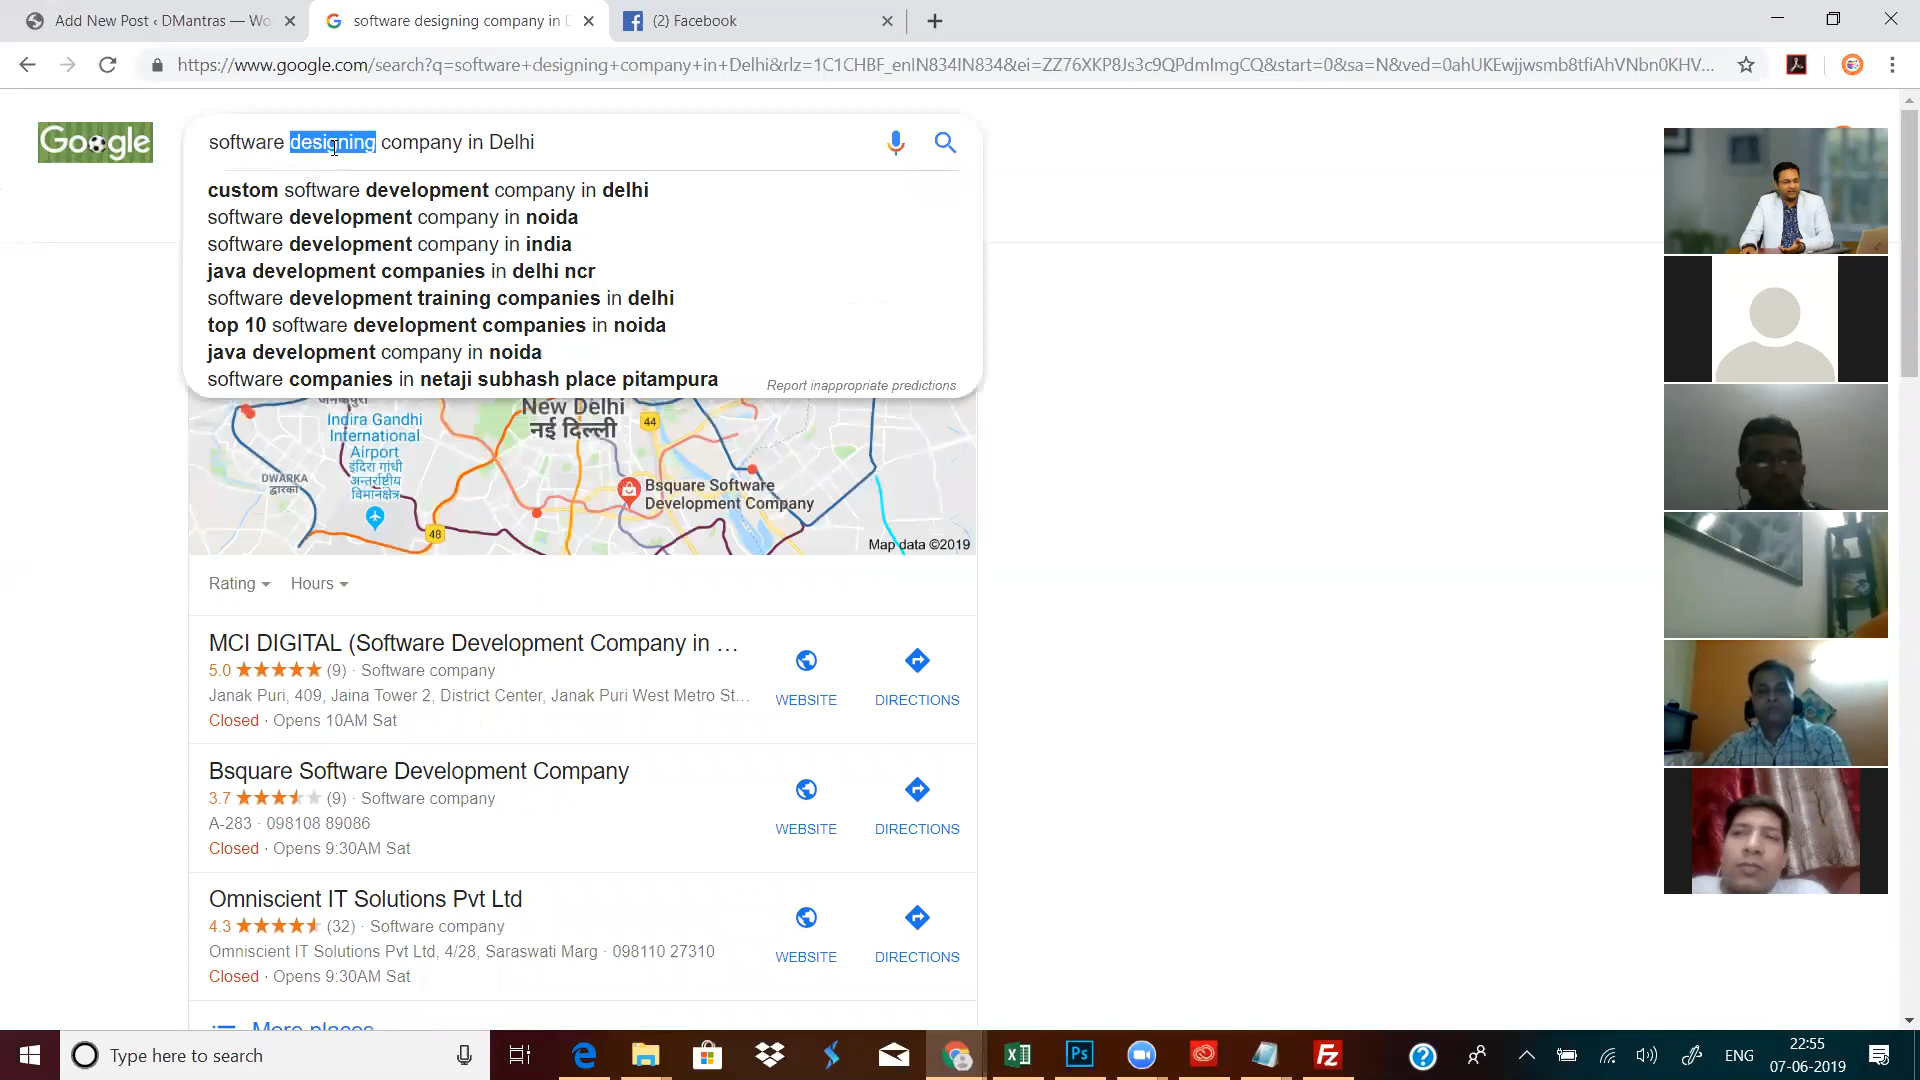 Add New Post ‹ DMantras — Wo
software designing company in D
(2) Facebook
https://www.google.com/search?q=software+designing+company+in+Delhi&rlz=1C1CHBF_enIN834IN834&ei=ZZ76XKP8Js3c9QPdmImgCQ&start=0&sa=N&ved=0ahUKEwjjwsmb8tfiAhVNbn0KHV...
Google
software designing company in Delhi
custom software development company in delhi
software development company in noida
software development company in india
java development companies in delhi ncr
software development training companies in delhi
top 10 software development companies in noida
java development company in noida
software companies in netaji subhash place pitampura
Report inappropriate predictions
New Delhi
नई दिल्ली
44
Indira Gandhi
International
Airport
इंदिरा गांधी
अन्तर्राष्ट्रीय
विमानक्षेत्र
DWARKA
द्वारका
Bsquare Software
Development Company
48
Map data ©2019
Rating Hours
MCI DIGITAL (Software Development Company in ...
5.0 (9) · Software company
Janak Puri, 409, Jaina Tower 2, District Center, Janak Puri West Metro St...
Closed · Opens 10AM Sat
WEBSITE DIRECTIONS
Bsquare Software Development Company
3.7 (9) · Software company
A-283 · 098108 89086
Closed · Opens 9:30AM Sat
WEBSITE DIRECTIONS
Omniscient IT Solutions Pvt Ltd
4.3 (32) · Software company
Omniscient IT Solutions Pvt Ltd, 4/28, Saraswati Marg · 098110 27310
Closed · Opens 9:30AM Sat
WEBSITE DIRECTIONS
More places
Type here to search
Ps
Fz
ENG
22:55
07-06-2019